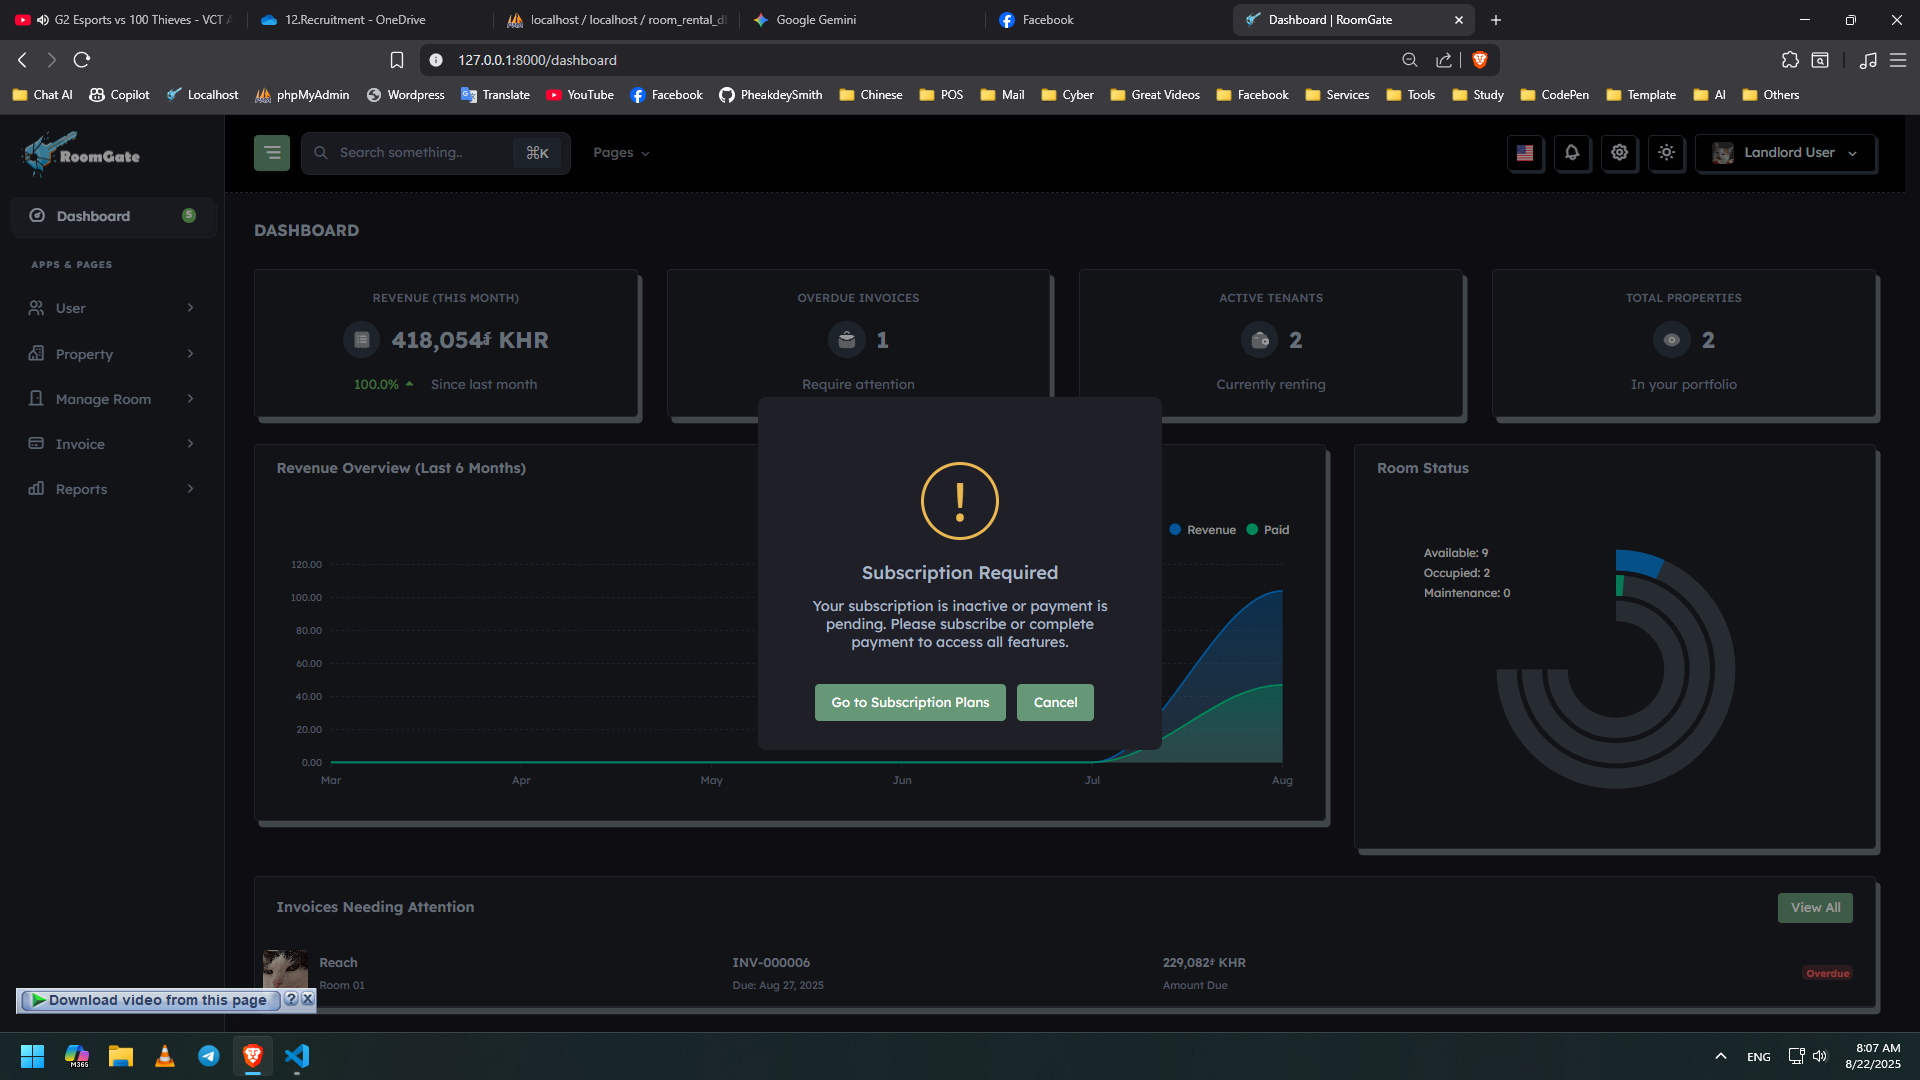 G2 Esports vs 100 Thieves - VCT A
12.Recruitment - OneDrive
localhost / localhost / room_rental_d
Google Gemini
Facebook
Dashboard | RoomGate
127.0.0.1:8000/dashboard
Chat AI
Copilot
Localhost
phpMyAdmin
Wordpress
Translate
YouTube
Facebook
PheakdeySmith
Chinese
POS
Mail
Cyber
Great Videos
Facebook
Services
Tools
Study
CodePen
Template
AI
Others
RoomGate
Search something..
⌘K
Pages
Landlord User
Dashboard
5
APPS & PAGES
User
Property
Manage Room
Invoice
Reports
DASHBOARD
REVENUE (THIS MONTH)
418,054៛ KHR
100.0% Since last month
OVERDUE INVOICES
1
Require attention
ACTIVE TENANTS
2
Currently renting
TOTAL PROPERTIES
2
In your portfolio
Revenue Overview (Last 6 Months)
Revenue
Paid
120.00
100.00
80.00
60.00
40.00
20.00
0.00
Mar
Apr
May
Jun
Jul
Aug
Subscription Required
Your subscription is inactive or payment is
pending. Please subscribe or complete
payment to access all features.
Go to Subscription Plans
Cancel
Room Status
Available: 9
Occupied: 2
Maintenance: 0
Invoices Needing Attention
View All
Reach
Room 01
INV-000006
Due: Aug 27, 2025
229,082៛ KHR
Amount Due
Overdue
Download video from this page
?
X
M365
ENG
8:07 AM
8/22/2025